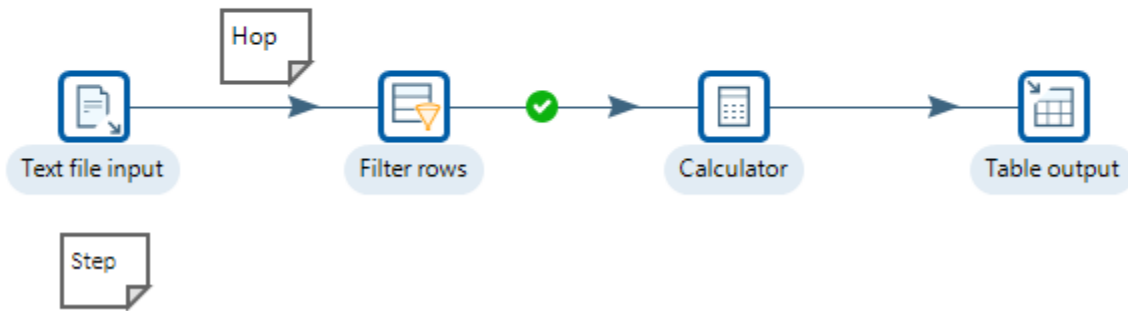 Hop
Text file input
Filter rows
Calculator
Table output
Step